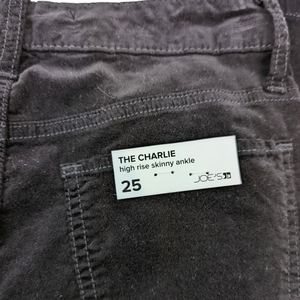 THE CHARLIE
high rise skinny ankle
25
JOE'S